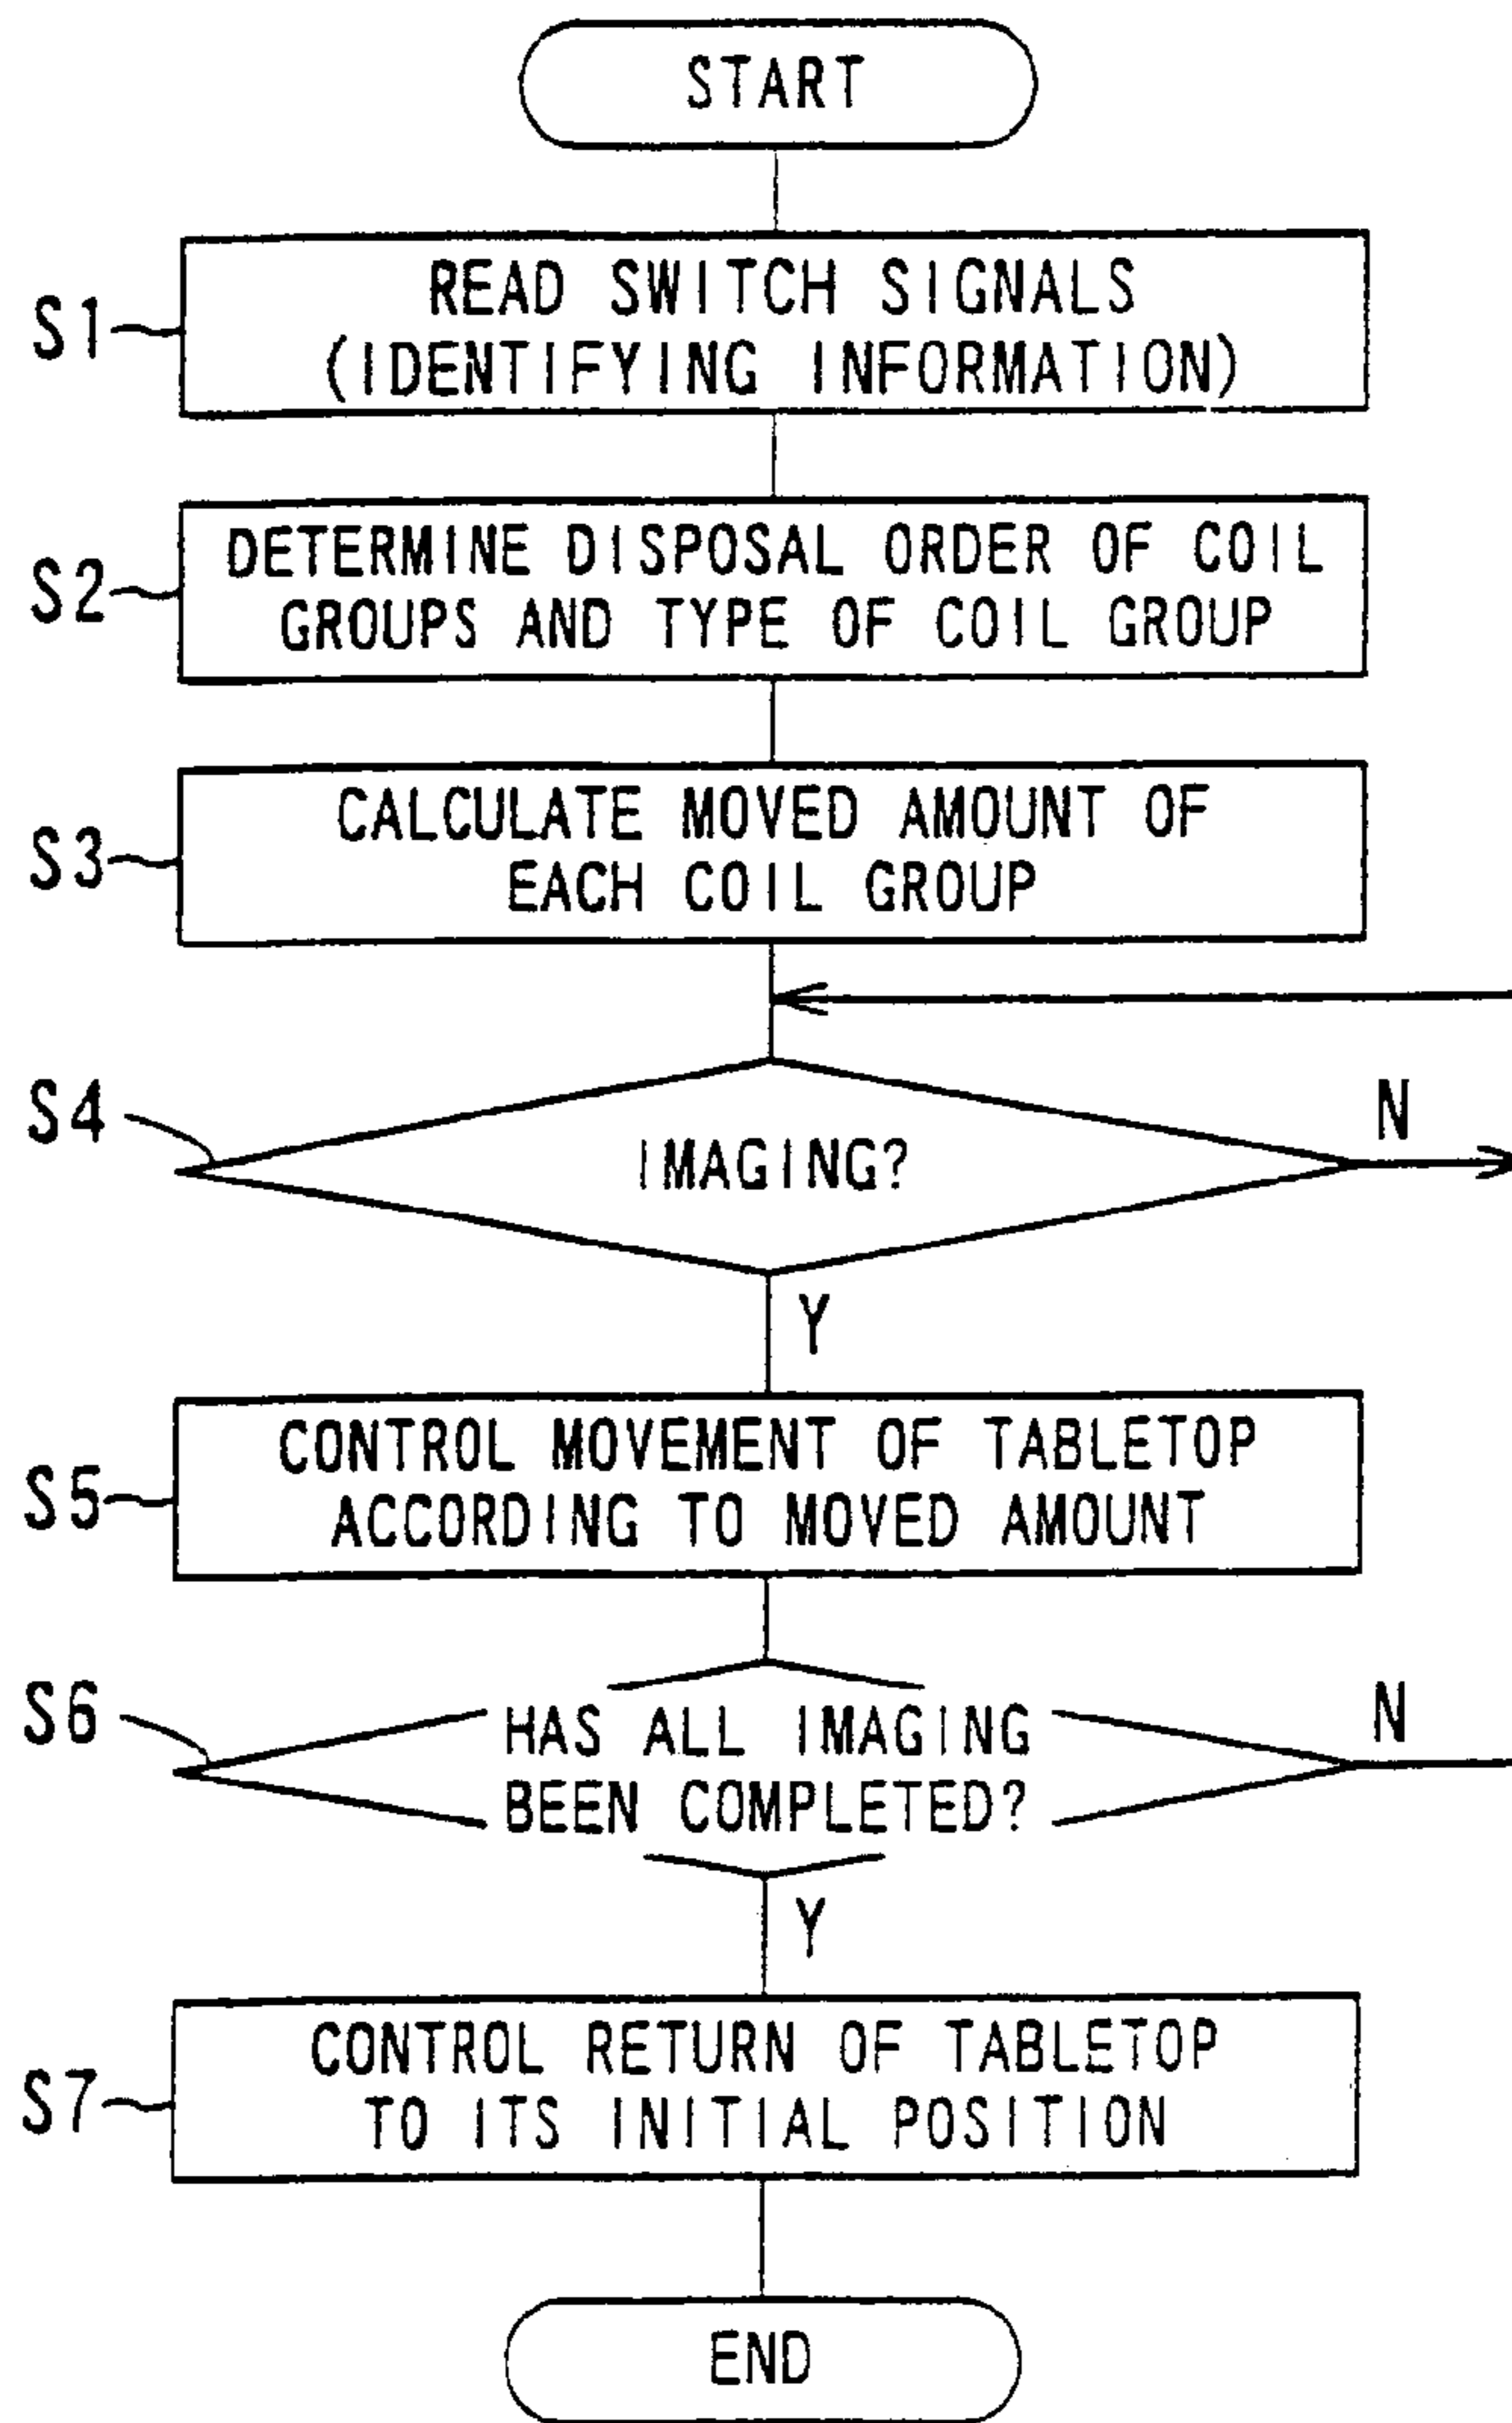 START
S1
READ SWITCH SIGNALS
(IDENTIFYING INFORMATION)
S2
DETERMINE DISPOSAL ORDER OF COIL
GROUPS AND TYPE OF COIL GROUP
S3
CALCULATE MOVED AMOUNT OF
EACH COIL GROUP
S4
IMAGING?
N
Y
S5
CONTROL MOVEMENT OF TABLETOP
ACCORDING TO MOVED AMOUNT
S6
HAS ALL IMAGING
BEEN COMPLETED?
N
Y
S7
CONTROL RETURN OF TABLETOP
TO ITS INITIAL POSITION
END